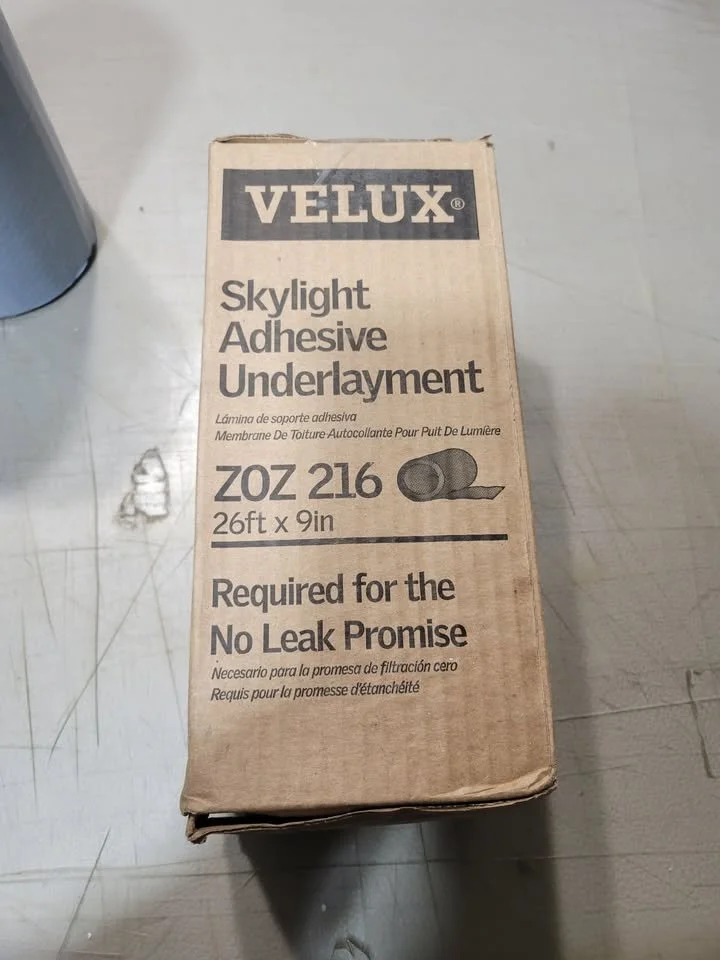 VELUX®
Skylight
Adhesive
Underlayment
Lámina de soporte adhesiva
Membrane De Toiture Autocollante Pour Puit De Lumière
ZOZ 216
26ft x 9in
Required for the
No Leak Promise
Necesario para la promesa de filtración cero
Requis pour la promesse d'étanchéité